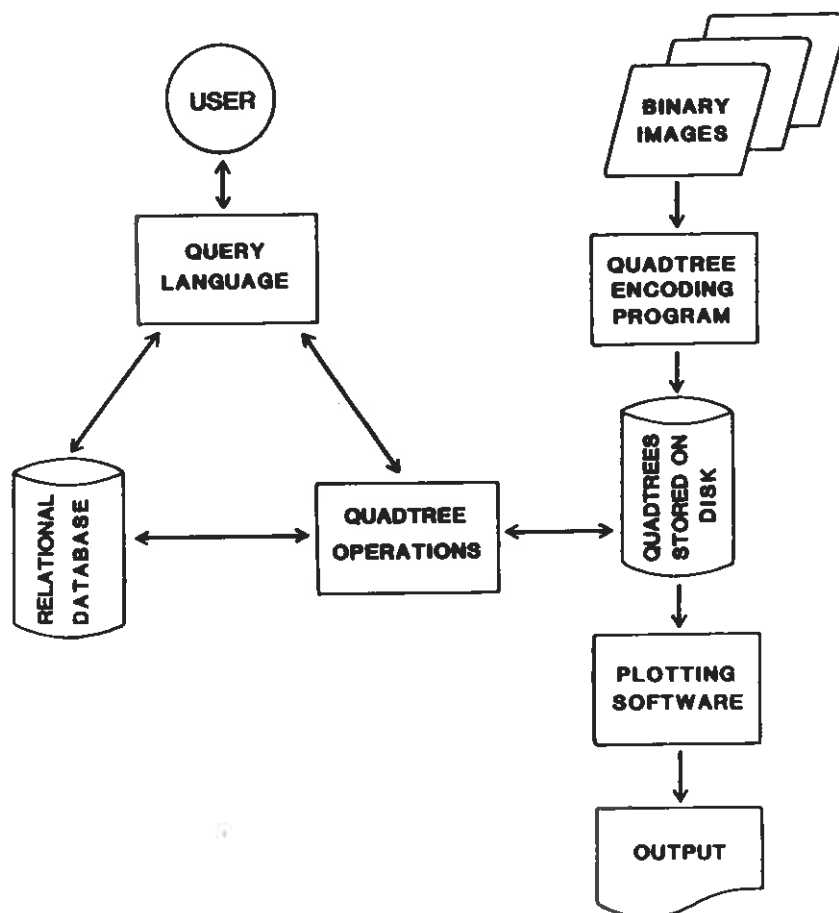 USER
QUERY
LANGUAGE
RELATIONAL
DATABASE
QUADTREE
OPERATIONS
BINARY
IMAGES
QUADTREE
ENCODING
PROGRAM
QUADTREES
STORED ON
DISK
PLOTTING
SOFTWARE
OUTPUT